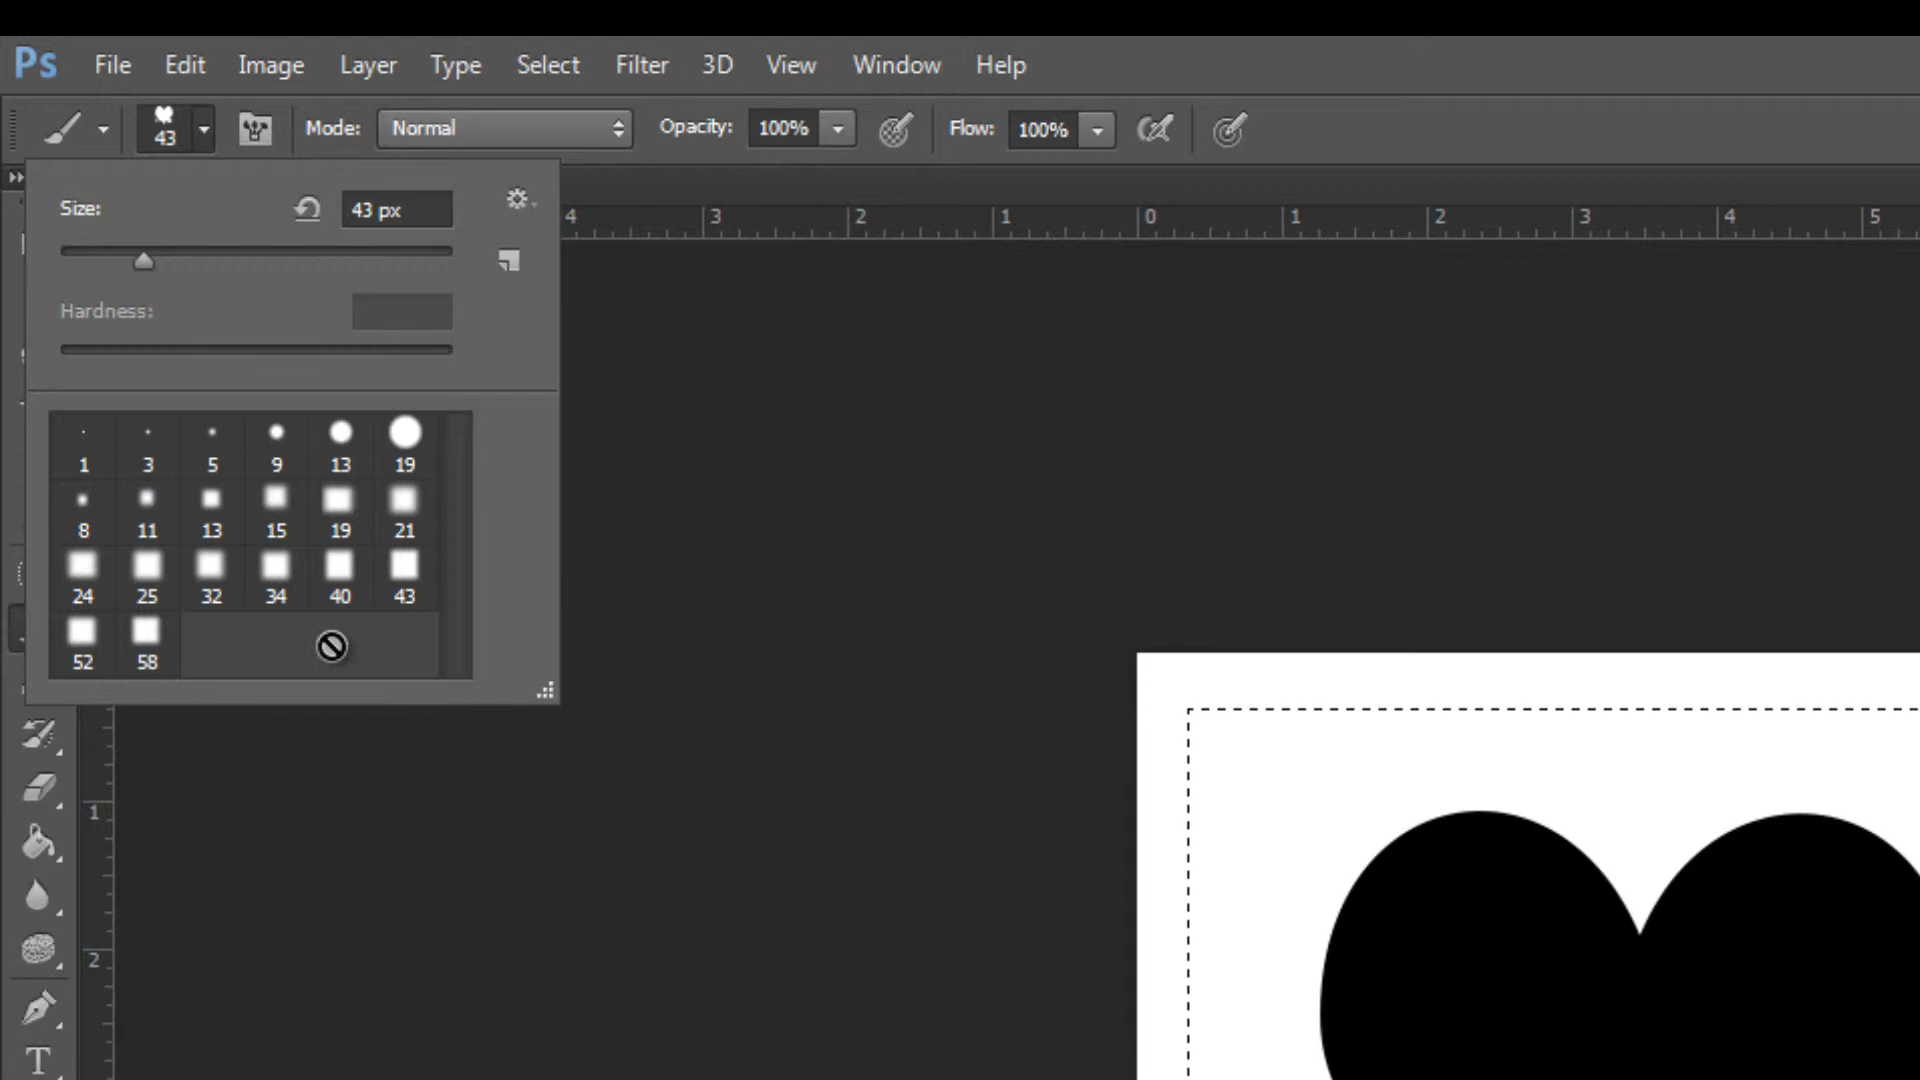 Ps File Edit Image Layer Type Select Filter 3D View Window Help
43 Mode: Normal Opacity: 100% Flow: 100%
Size: 43 px
4 3 2 1 0 1 2 3 4 5
Hardness:
1 3 5 9 13 19
8 11 13 15 19 21
24 25 32 34 40 43
52 58
1
2
T